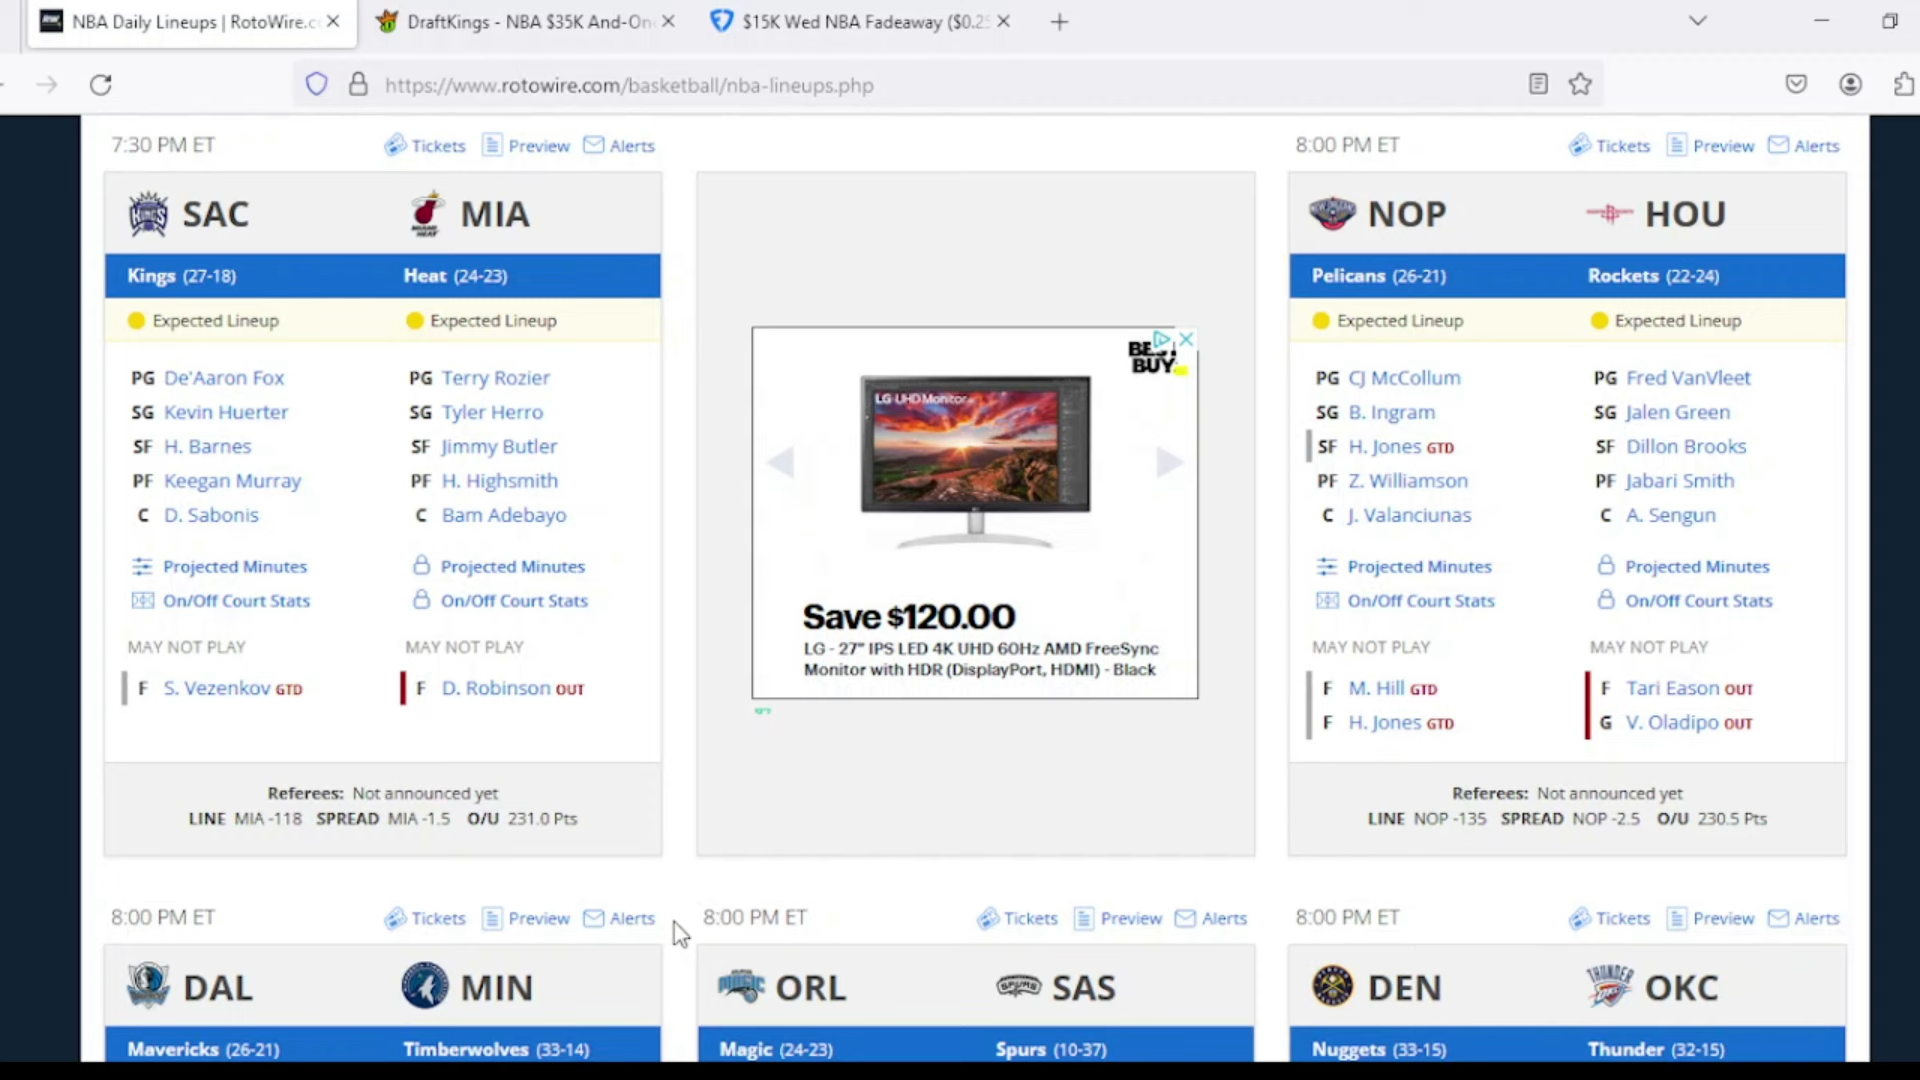 NBA Daily Lineups | RotoWire.c
DraftKings - NBA $35K And-On
$15K Wed NBA Fadeaway ($0.25
https://www.rotowire.com/basketball/nba-lineups.php
7:30 PM ET Tickets Preview Alerts
SAC MIA
KINGS
MIAMI HEAT
Kings (27-18) Heat (24-23)
Expected Lineup Expected Lineup
PG De'Aaron Fox PG Terry Rozier
SG Kevin Huerter SG Tyler Herro
SF H. Barnes SF Jimmy Butler
PF Keegan Murray PF H. Highsmith
C D. Sabonis C Bam Adebayo
Projected Minutes Projected Minutes
On/Off Court Stats On/Off Court Stats
MAY NOT PLAY MAY NOT PLAY
F S. Vezenkov GTD F D. Robinson OUT
Referees: Not announced yet
LINE MIA -118 SPREAD MIA -1.5 O/U 231.0 Pts
BEST BUY
LG UHD Monitor
Save $120.00
LG - 27" IPS LED 4K UHD 60Hz AMD FreeSync
Monitor with HDR (DisplayPort, HDMI) - Black
8:00 PM ET Tickets Preview Alerts
NOP HOU
Pelicans (26-21) Rockets (22-24)
Expected Lineup Expected Lineup
PG CJ McCollum PG Fred VanVleet
SG B. Ingram SG Jalen Green
SF H. Jones GTD SF Dillon Brooks
PF Z. Williamson PF Jabari Smith
C J. Valanciunas C A. Sengun
Projected Minutes Projected Minutes
On/Off Court Stats On/Off Court Stats
MAY NOT PLAY MAY NOT PLAY
F M. Hill GTD F Tari Eason OUT
F H. Jones GTD G V. Oladipo OUT
Referees: Not announced yet
LINE NOP -135 SPREAD NOP -2.5 O/U 230.5 Pts
8:00 PM ET Tickets Preview Alerts
DAL MIN
Mavericks (26-21) Timberwolves (33-14)
8:00 PM ET Tickets Preview Alerts
MAGIC
SPURS
ORL SAS
Magic (24-23) Spurs (10-37)
8:00 PM ET Tickets Preview Alerts
THUNDER
DEN OKC
Nuggets (33-15) Thunder (32-15)